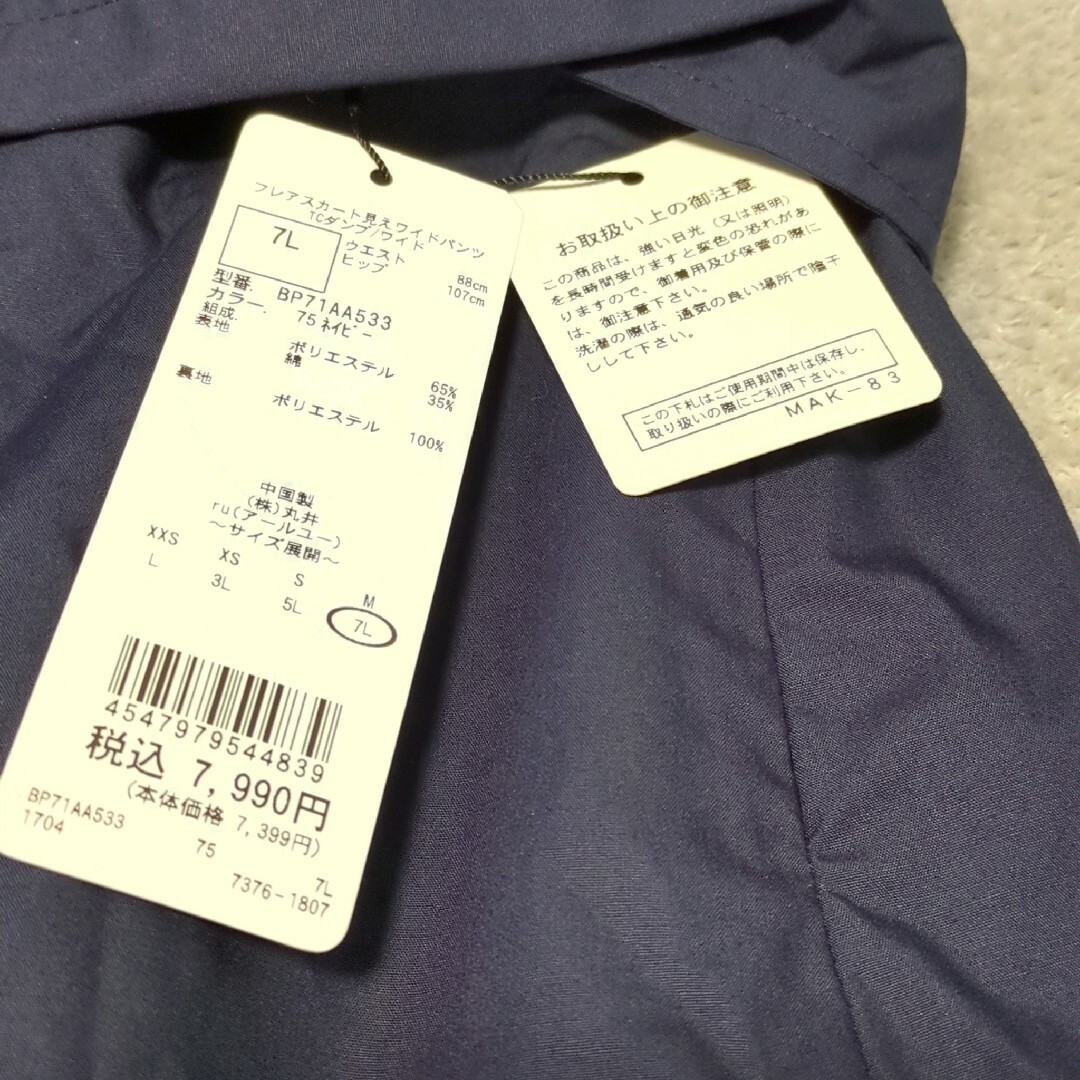 フレアスカート見えワイドパンツ
TCダンプ/ワイド
7L
ウエスト 88cm
ヒップ 107cm
型番 BP71AA533
カラー 75 ネイビー
組成
表地
ポリエステル 65%
綿 35%
裏地
ポリエステル 100%
中国製
(株)丸井
ru(アールユー)
〜サイズ展開〜
XXS XS S M
L 3L 5L 7L
4547979544839
税込 7,990円
(本体価格 7,399円)
BP71AA533
1704 75 7L
7376-1807
お取扱い上の御注意
この商品は、強い日光(又は照明)
を長時間受けますと変色の恐れがあ
りますので、御着用及び保管の際に
は、御注意下さい。
洗濯の際は、通気の良い場所で陰干
しして下さい。
この下札はご使用期間中は保存し、
取り扱いの際にご利用下さい。
MAK-83